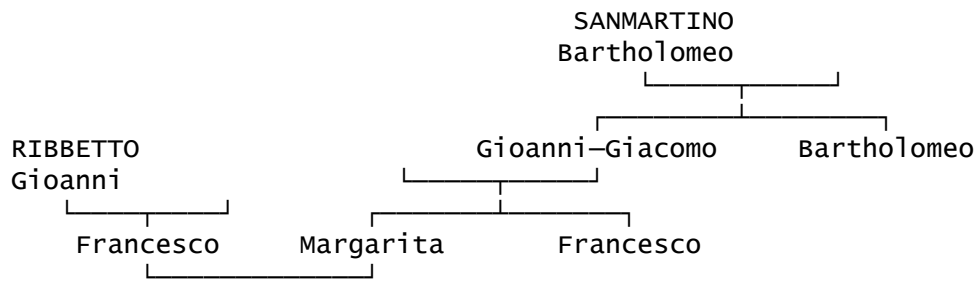 SANMARTINO
Bartholomeo
RIBBETTO Gioanni—Giacomo Bartholomeo
Gioanni
Francesco Margarita Francesco